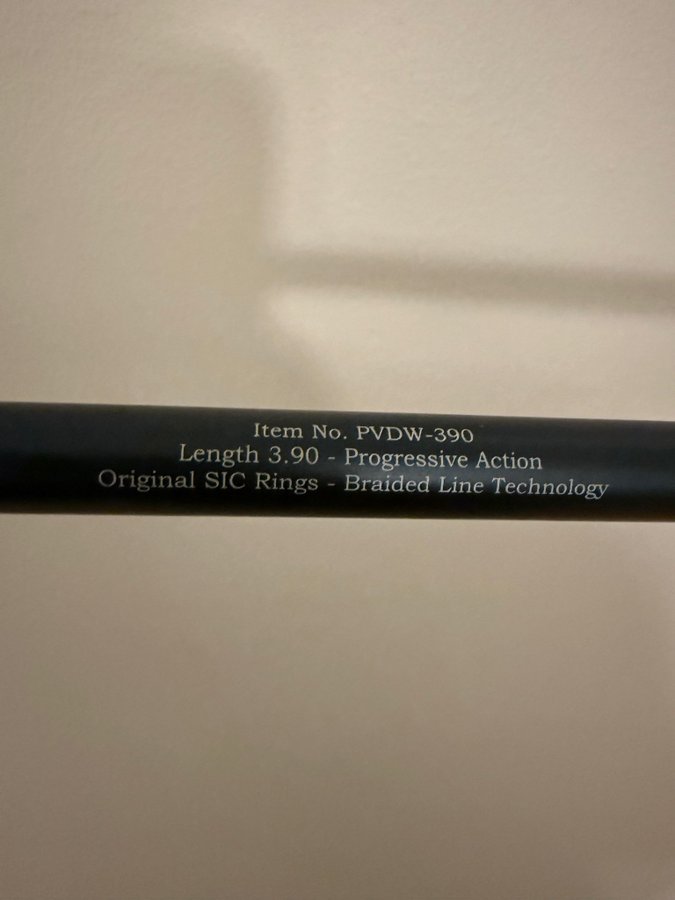 Item No. PVDW-390
Length 3.90 - Progressive Action
Original SIC Rings - Braided Line Technology